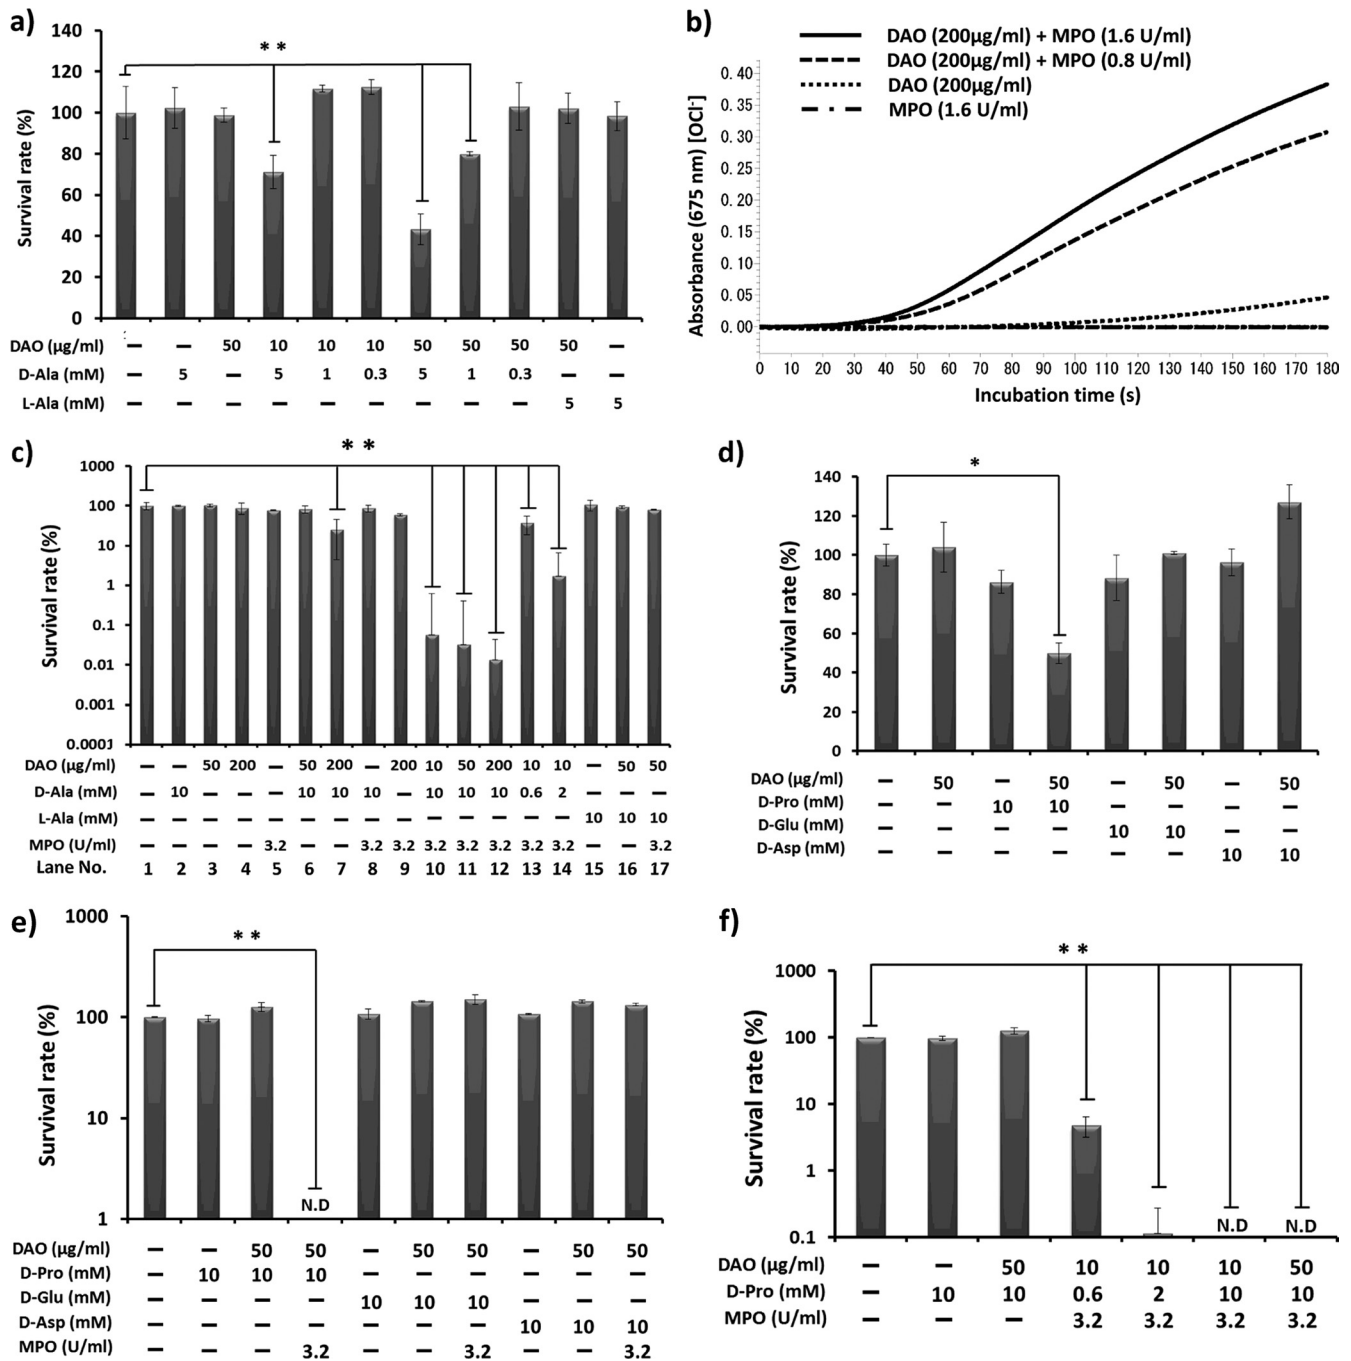 a)
140
120
100
80
60
40
20
0
Survival rate (%)
* *
DAO (µg/ml) — — 50 10 10 10 50 50 50 50 —
D-Ala (mM) — 5 — 5 1 0.3 5 1 0.3 — —
L-Ala (mM) — — — — — — — — — 5 5
b)
DAO (200µg/ml) + MPO (1.6 U/ml)
DAO (200µg/ml) + MPO (0.8 U/ml)
DAO (200µg/ml)
MPO (1.6 U/ml)
0.40
0.35
0.30
0.25
0.20
0.15
0.10
0.05
0.00
Absorbance (675 nm) [OCl-]
0 10 20 30 40 50 60 70 80 90 100 110 120 130 140 150 160 170 180
Incubation time (s)
c)
1000
100
10
1
0.1
0.01
0.001
0.0001
Survival rate (%)
* *
DAO (µg/ml) — — 50 200 — 50 200 — 200 10 50 200 10 10 — 50 50
D-Ala (mM) — 10 — — — 10 10 10 — 10 10 10 0.6 2 — — —
L-Ala (mM) — — — — — — — — — — — — — — 10 10 10
MPO (U/ml) — — — — 3.2 — — 3.2 3.2 3.2 3.2 3.2 3.2 3.2 — — 3.2
Lane No. 1 2 3 4 5 6 7 8 9 10 11 12 13 14 15 16 17
d)
140
120
100
80
60
40
20
0
Survival rate (%)
*
DAO (µg/ml) — 50 — 50 — 50 — 50
D-Pro (mM) — — 10 10 — — — —
D-Glu (mM) — — — — 10 10 — —
D-Asp (mM) — — — — — — 10 10
e)
1000
100
10
1
Survival rate (%)
* *
N.D
DAO (µg/ml) — — 50 50 — 50 50 — 50 50
D-Pro (mM) — 10 10 10 — — — — — —
D-Glu (mM) — — — — 10 10 10 — — —
D-Asp (mM) — — — — — — — 10 10 10
MPO (U/ml) — — — 3.2 — — 3.2 — — 3.2
f)
1000
100
10
1
0.1
Survival rate (%)
* *
N.D N.D
DAO (µg/ml) — — 50 10 10 10 50
D-Pro (mM) — 10 10 0.6 2 10 10
MPO (U/ml) — — — 3.2 3.2 3.2 3.2